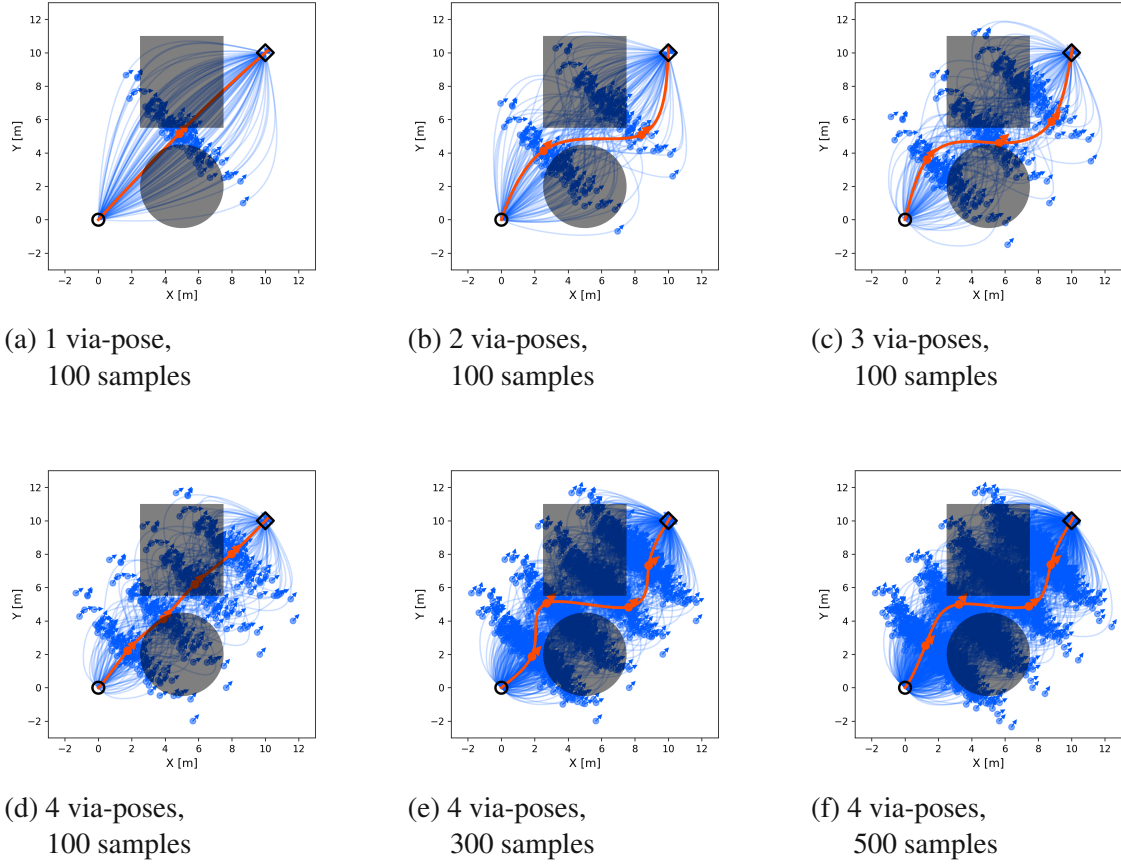 12
10
8
6
4
2
0
−2
Y [m]
−2 0 2 4 6 8 10 12
X [m]
(a) 1 via-pose,
100 samples
12
10
8
6
4
2
0
−2
Y [m]
−2 0 2 4 6 8 10 12
X [m]
(b) 2 via-poses,
100 samples
12
10
8
6
4
2
0
−2
Y [m]
−2 0 2 4 6 8 10 12
X [m]
(c) 3 via-poses,
100 samples
12
10
8
6
4
2
0
−2
Y [m]
−2 0 2 4 6 8 10 12
X [m]
(d) 4 via-poses,
100 samples
12
10
8
6
4
2
0
−2
Y [m]
−2 0 2 4 6 8 10 12
X [m]
(e) 4 via-poses,
300 samples
12
10
8
6
4
2
0
−2
Y [m]
−2 0 2 4 6 8 10 12
X [m]
(f) 4 via-poses,
500 samples